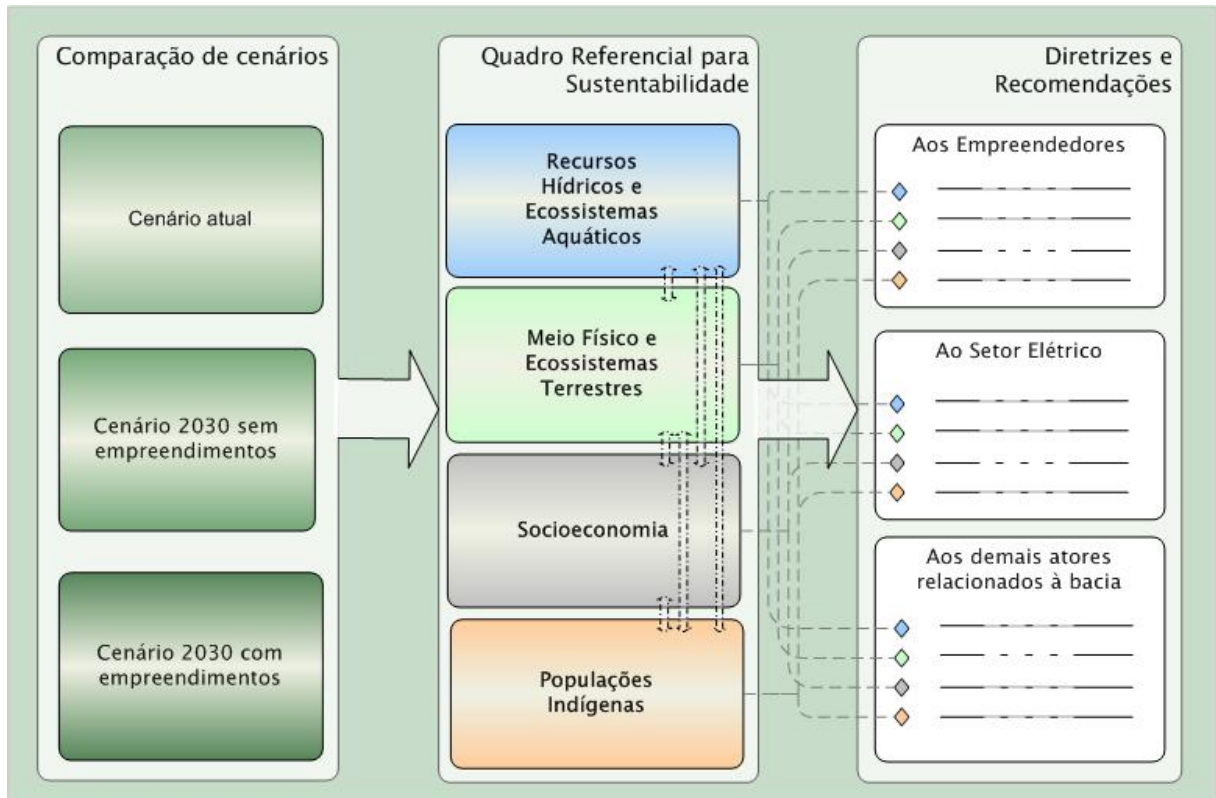 Comparação de cenários
Cenário atual
Cenário 2030 sem
empreendimentos
Cenário 2030 com
empreendimentos
Quadro Referencial para
Sustentabilidade
Recursos
Hídricos e
Ecossistemas
Aquáticos
Meio Físico e
Ecossistemas
Terrestres
Socioeconomia
Populações
Indígenas
Diretrizes e
Recomendações
Aos Empreendedores
Ao Setor Elétrico
Aos demais atores
relacionados à bacia